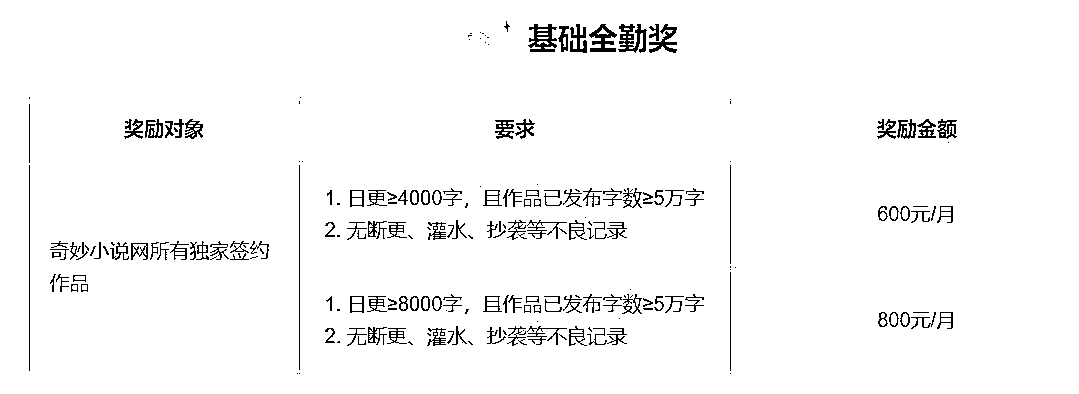 基础全勤奖
奖励对象
要求
奖励金额
奇妙小说网所有独家签约
作品
1. 日更≥4000字，且作品已发布字数≥5万字
2. 无断更、灌水、抄袭等不良记录
600元/月
1. 日更≥8000字，且作品已发布字数≥5万字
2. 无断更、灌水、抄袭等不良记录
800元/月